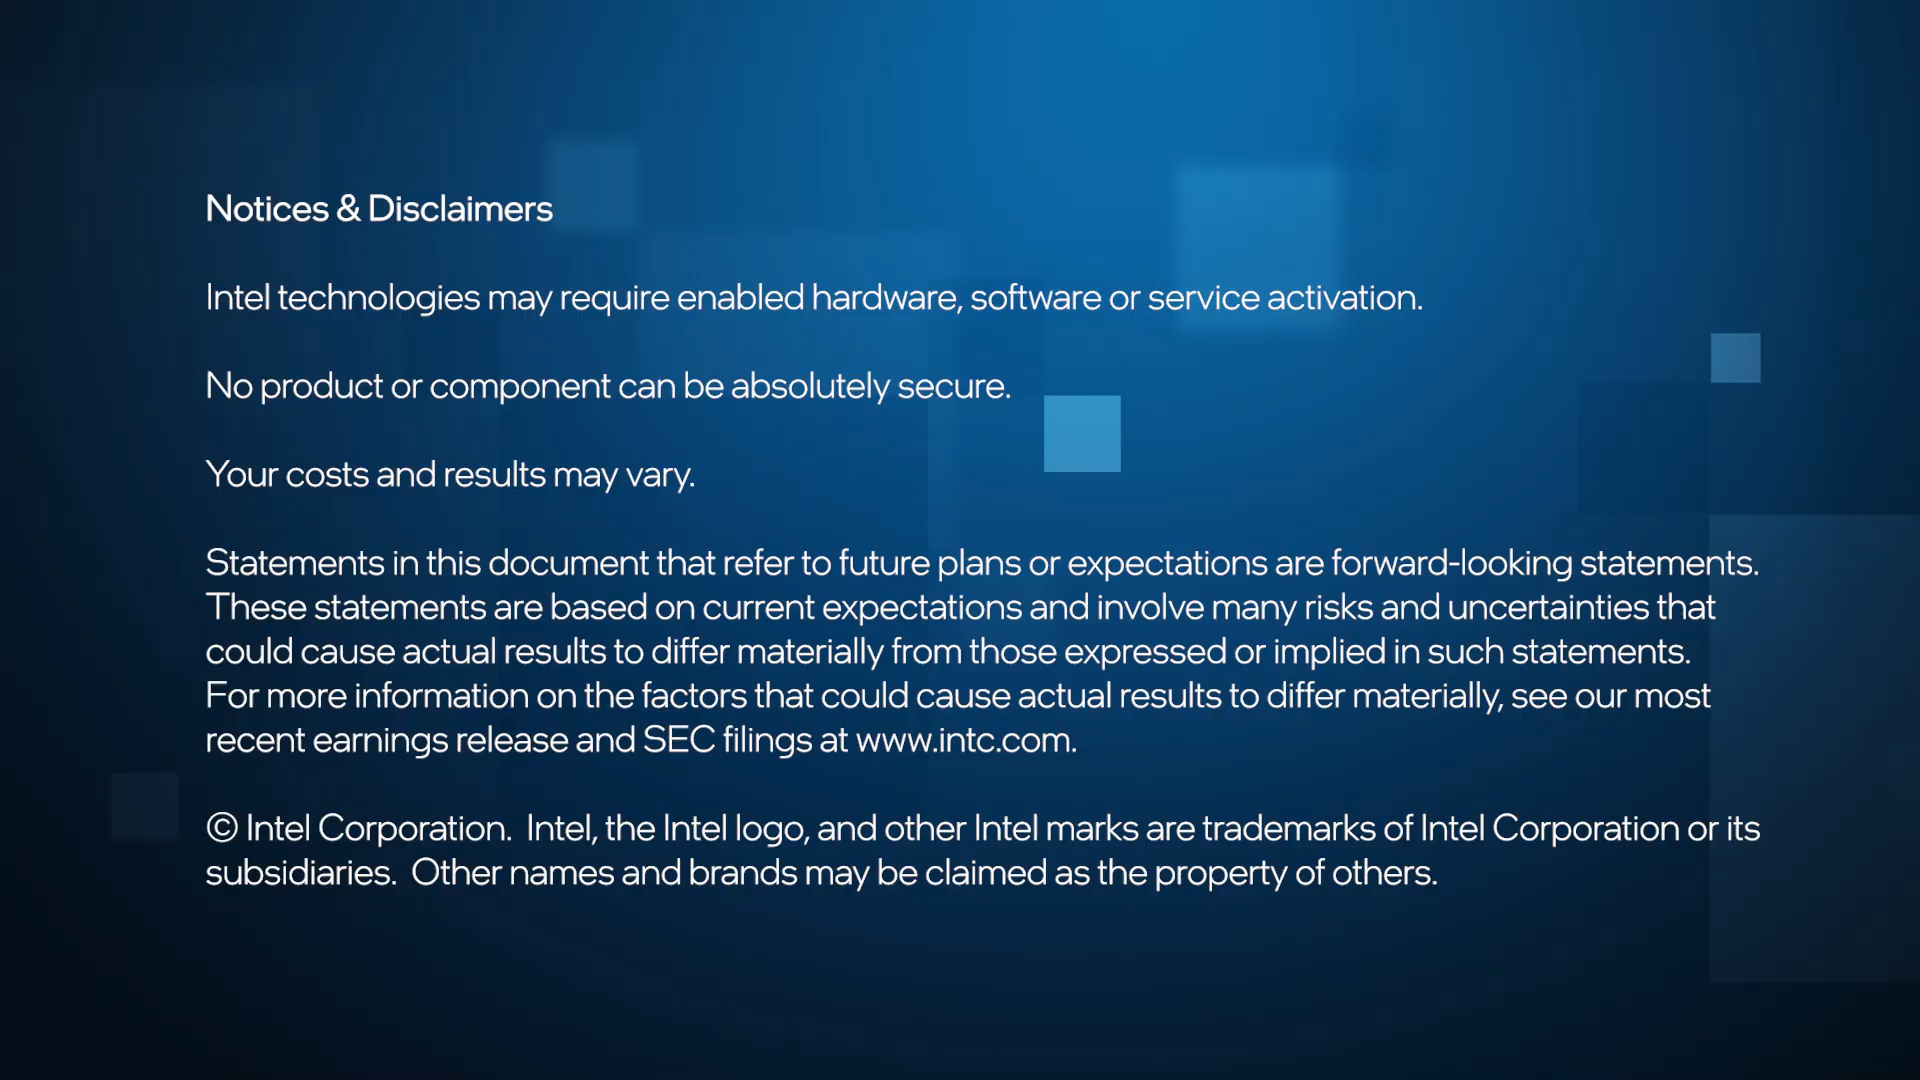 Notices & Disclaimers
Intel technologies may require enabled hardware, software or service activation.
No product or component can be absolutely secure.
Your costs and results may vary.
Statements in this document that refer to future plans or expectations are forward-looking statements.
These statements are based on current expectations and involve many risks and uncertainties that
could cause actual results to differ materially from those expressed or implied in such statements.
For more information on the factors that could cause actual results to differ materially, see our most
recent earnings release and SEC filings at www.intc.com.
© Intel Corporation.  Intel, the Intel logo, and other Intel marks are trademarks of Intel Corporation or its
subsidiaries.  Other names and brands may be claimed as the property of others.